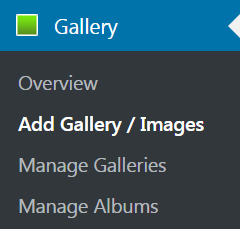 Gallery
Overview
Add Gallery / Images
Manage Galleries
Manage Albums